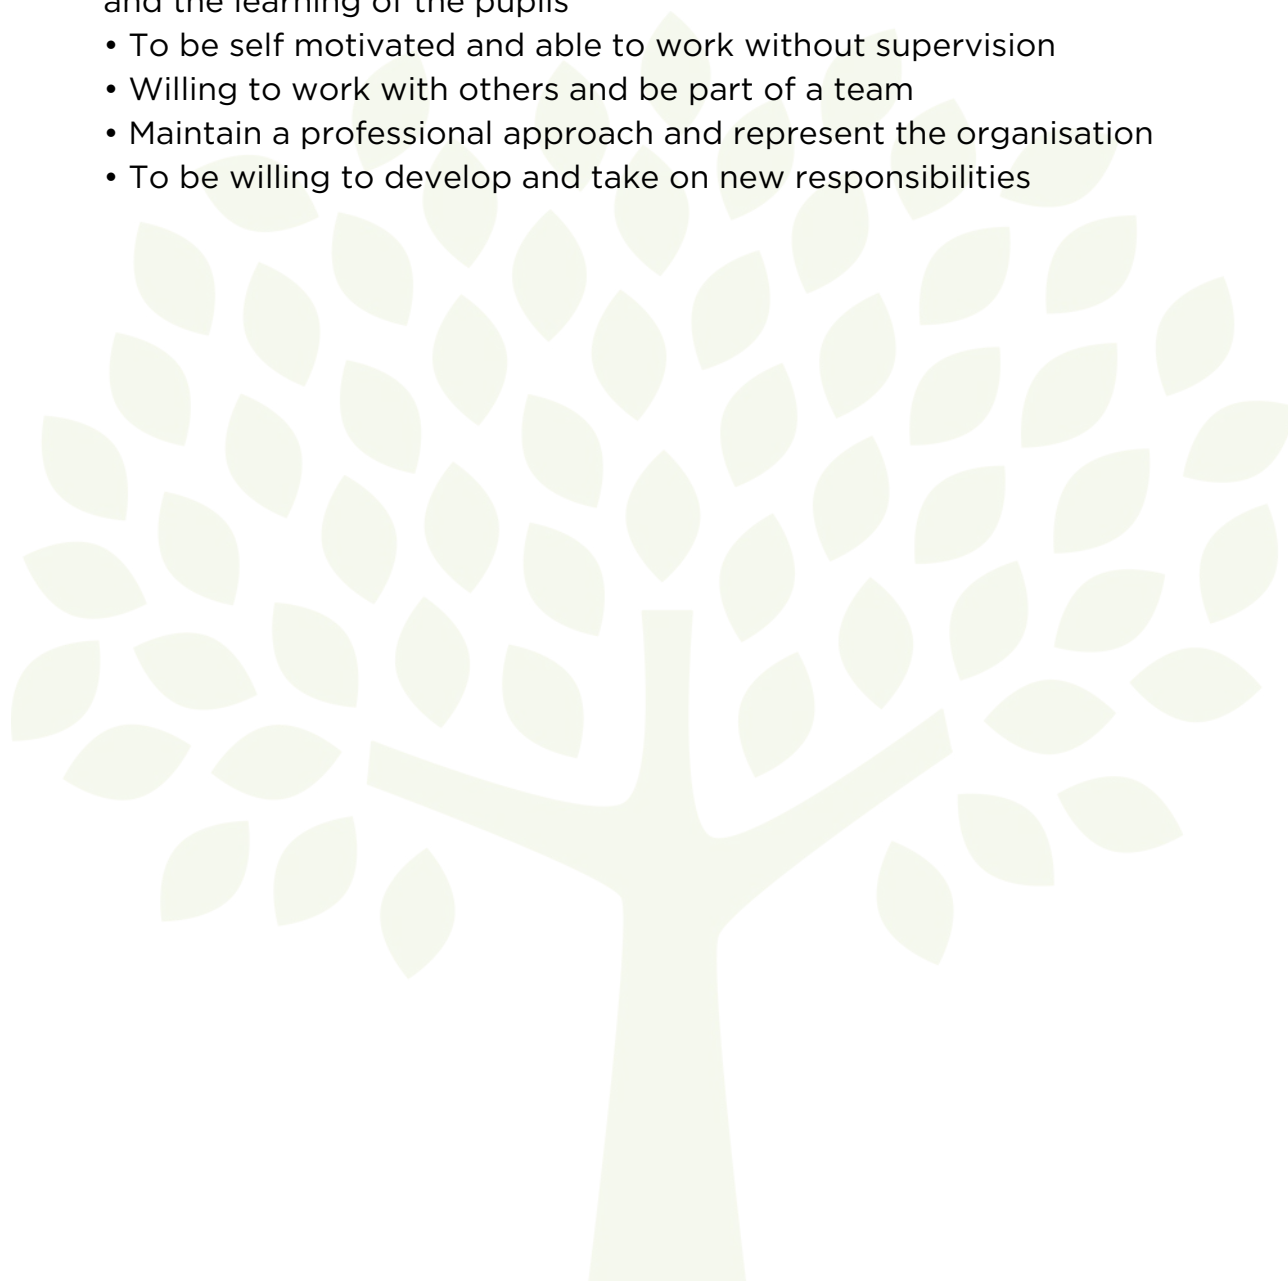 and the learning of the pupils
• To be self motivated and able to work without supervision
• Willing to work with others and be part of a team
• Maintain a professional approach and represent the organisation
• To be willing to develop and take on new responsibilities